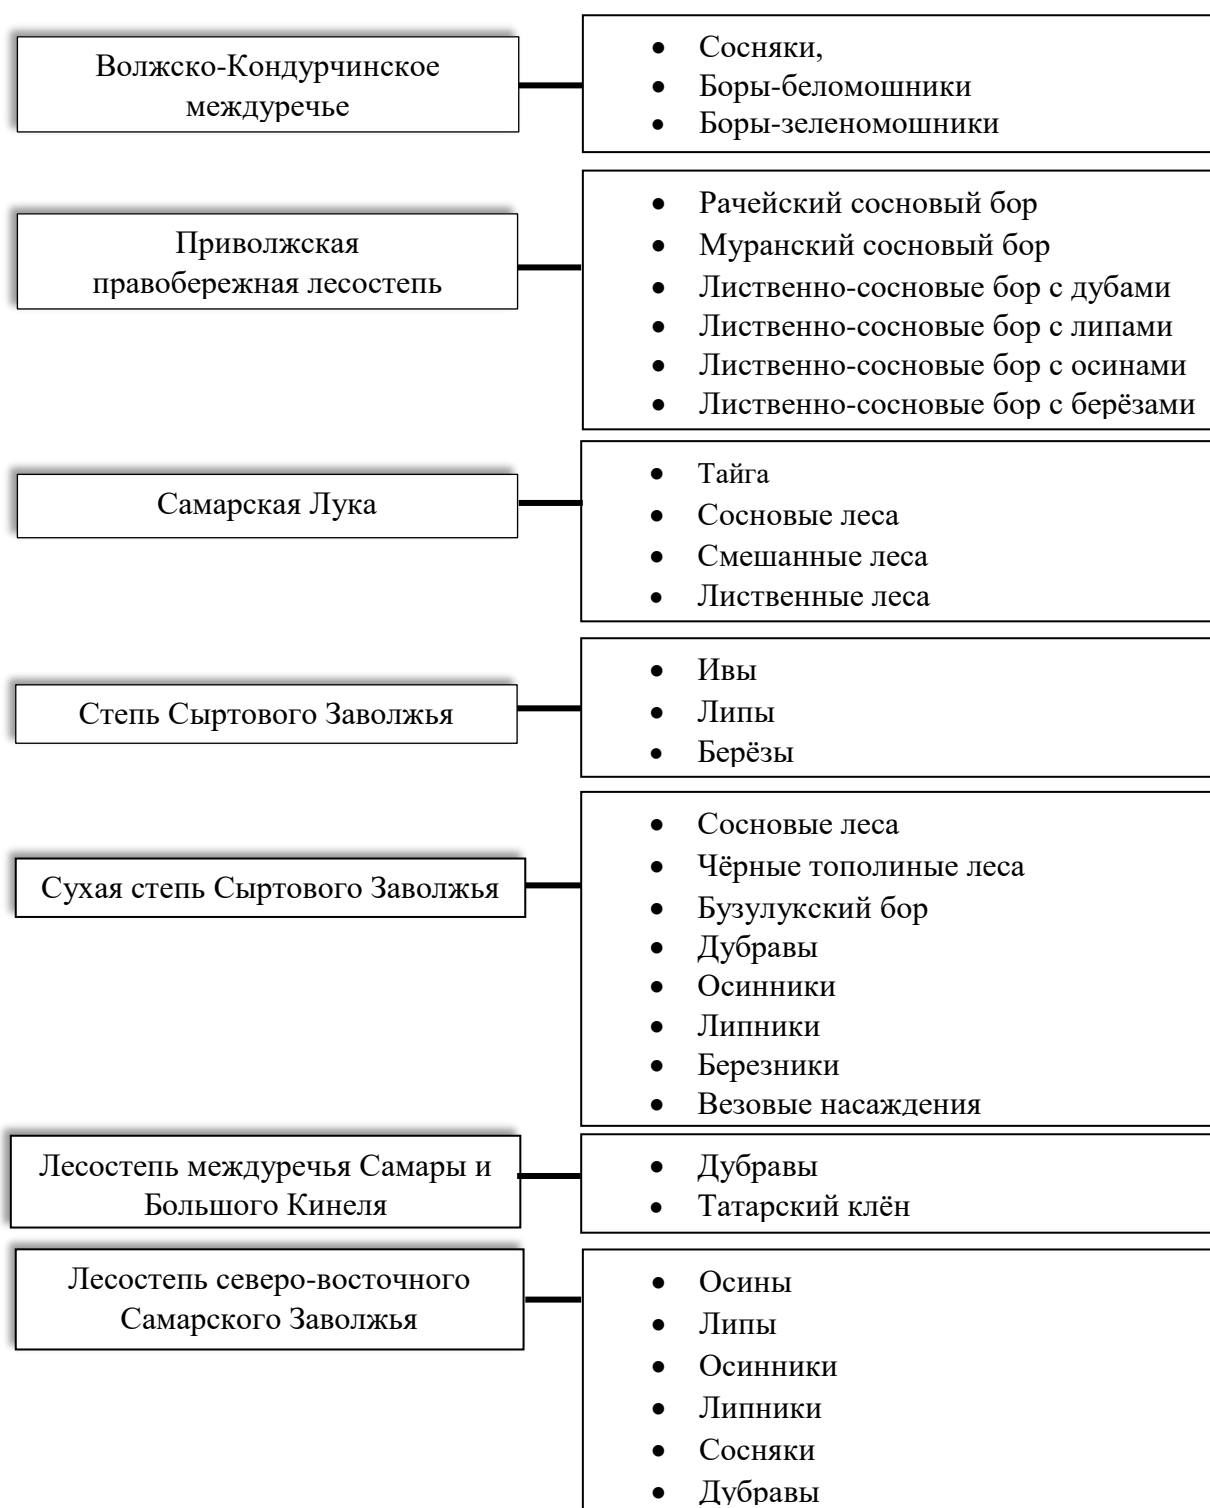 Волжско-Кондурчинское
междуречье
Сосняки,
Боры-беломошники
Боры-зеленомошники
Приволжская
правобережная лесостепь
Рачейский сосновый бор
Муранский сосновый бор
Лиственно-сосновые бор с дубами
Лиственно-сосновые бор с липами
Лиственно-сосновые бор с осинами
Лиственно-сосновые бор с берёзами
Самарская Лука
Тайга
Сосновые леса
Смешанные леса
Лиственные леса
Степь Сыртового Заволжья
Ивы
Липы
Берёзы
Сухая степь Сыртового Заволжья
Сосновые леса
Чёрные тополиные леса
Бузулукский бор
Дубравы
Осинники
Липники
Березники
Везовые насаждения
Лесостепь междуречья Самары и
Большого Кинеля
Дубравы
Татарский клён
Лесостепь северо-восточного
Самарского Заволжья
Осины
Липы
Осинники
Липники
Сосняки
Дубравы